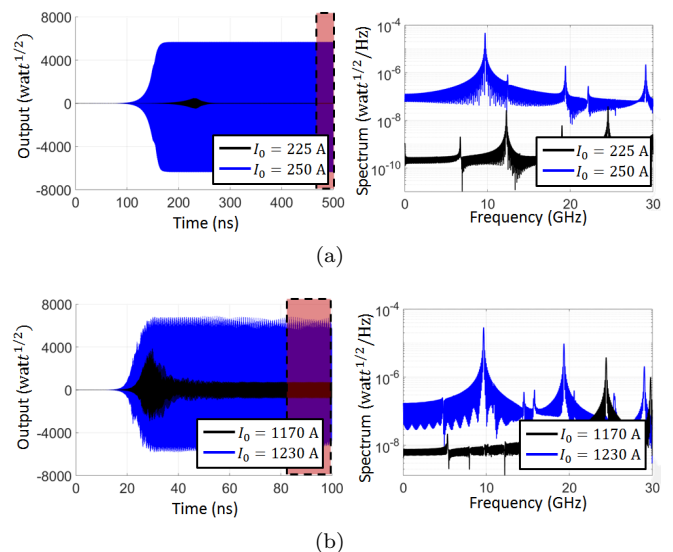 8000
4000
0
-4000
-8000
Output (watt^1/2)
0 100 200 300 400 500
Time (ns)
I₀ = 225 A
I₀ = 250 A
10^-4
10^-6
10^-8
10^-10
Spectrum (watt^1/2/Hz)
0 10 20 30
Frequency (GHz)
I₀ = 225 A
I₀ = 250 A
(a)
8000
4000
0
-4000
-8000
Output (watt^1/2)
0 20 40 60 80 100
Time (ns)
I₀ = 1170 A
I₀ = 1230 A
10^-4
10^-6
10^-8
Spectrum (watt^1/2/Hz)
0 10 20 30
Frequency (GHz)
I₀ = 1170 A
I₀ = 1230 A
(b)